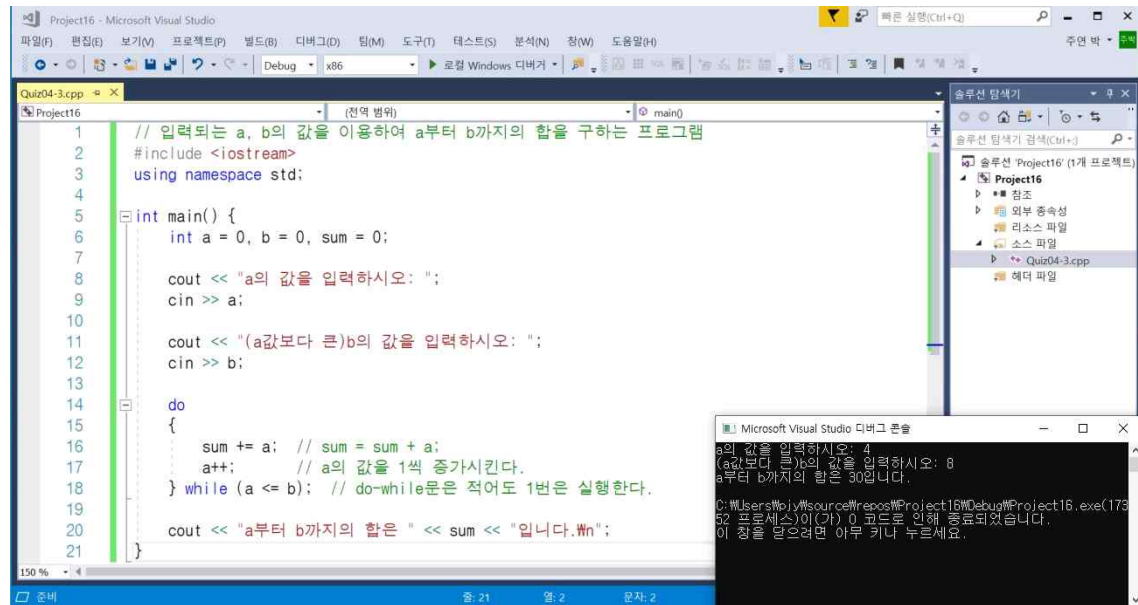 Project16 - Microsoft Visual Studio
빠른 실행(Ctrl+Q)
파일(F) 편집(E) 보기(V) 프로젝트(P) 빌드(B) 디버그(D) 팀(M) 도구(T) 테스트(S) 분석(N) 창(W) 도움말(H)
주연 박
Debug x86 로컬 Windows 디버거
Quiz04-3.cpp
Project16 (전역 범위) main()
1 // 입력되는 a, b의 값을 이용하여 a부터 b까지의 합을 구하는 프로그램
2 #include <iostream>
3 using namespace std;
4
5 int main() {
6 int a = 0, b = 0, sum = 0;
7
8 cout << "a의 값을 입력하시오: ";
9 cin >> a;
10
11 cout << "(a값보다 큰)b의 값을 입력하시오: ";
12 cin >> b;
13
14 do
15 {
16 sum += a; // sum = sum + a;
17 a++; // a의 값을 1씩 증가시킨다.
18 } while (a <= b); // do-while문은 적어도 1번은 실행한다.
19
20 cout << "a부터 b까지의 합은 " << sum << "입니다.₩n";
21 }
150 %
준비 줄: 21 열: 2 문자: 2
솔루션 탐색기
솔루션 탐색기 검색(Ctrl+;)
솔루션 'Project16' (1개 프로젝트)
Project16
참조
외부 종속성
리소스 파일
소스 파일
Quiz04-3.cpp
헤더 파일
Microsoft Visual Studio 디버그 콘솔
a의 값을 입력하시오: 4
(a값보다 큰)b의 값을 입력하시오: 8
a부터 b까지의 합은 30입니다.
C:₩Users₩pjy₩source₩repos₩Project16₩Debug₩Project16.exe(173
52 프로세스)이(가) 0 코드로 인해 종료되었습니다.
이 창을 닫으려면 아무 키나 누르세요.